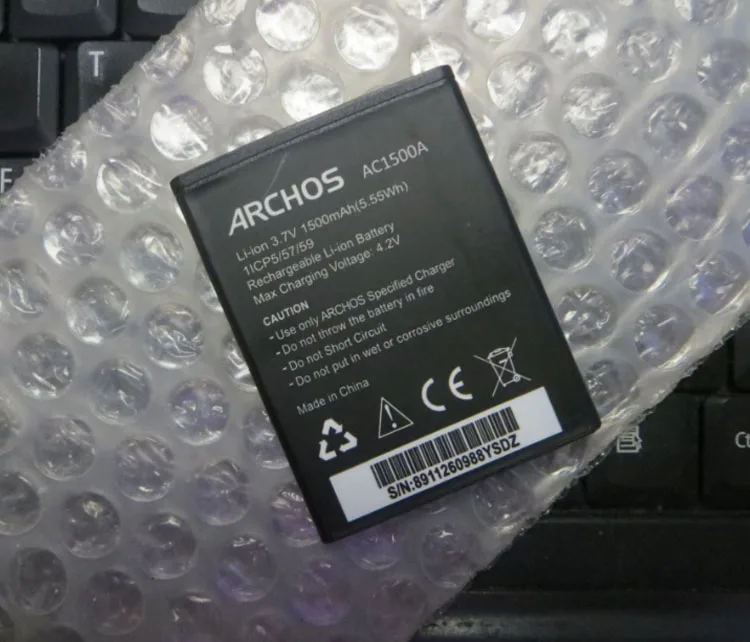 T
F
ARCHOS AC1500A
Li-ion 3.7V 1500mAh(5.55Wh)
1ICP5/57/59
Rechargeable Li-ion Battery
Max Charging Voltage: 4.2V
CAUTION
- Use only ARCHOS Specified Charger
- Do not throw the battery in fire
- Do not Short Circuit
- Do not put in wet or corrosive surroundings
Made in China
CE
S/N:8911260988YSDZ
Ct